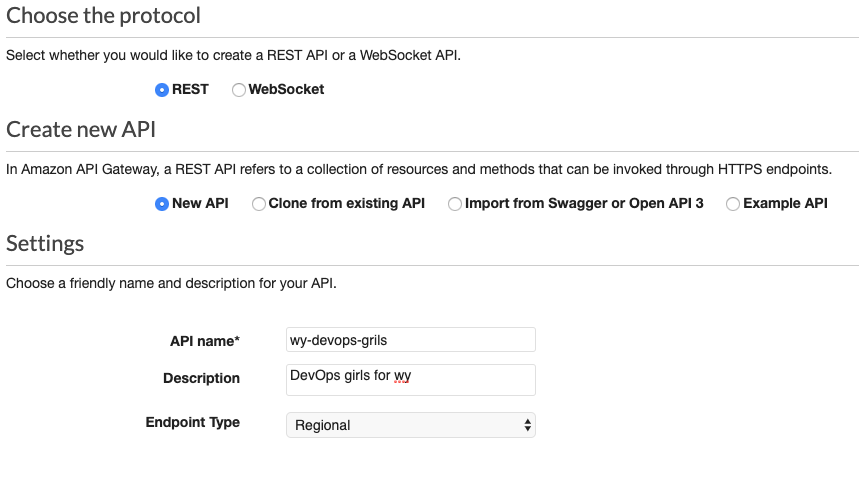 Choose the protocol
Select whether you would like to create a REST API or a WebSocket API.
REST WebSocket
Create new API
In Amazon API Gateway, a REST API refers to a collection of resources and methods that can be invoked through HTTPS endpoints.
New API Clone from existing API Import from Swagger or Open API 3 Example API
Settings
Choose a friendly name and description for your API.
API name* wy-devops-grils
Description DevOps girls for wy
Endpoint Type Regional